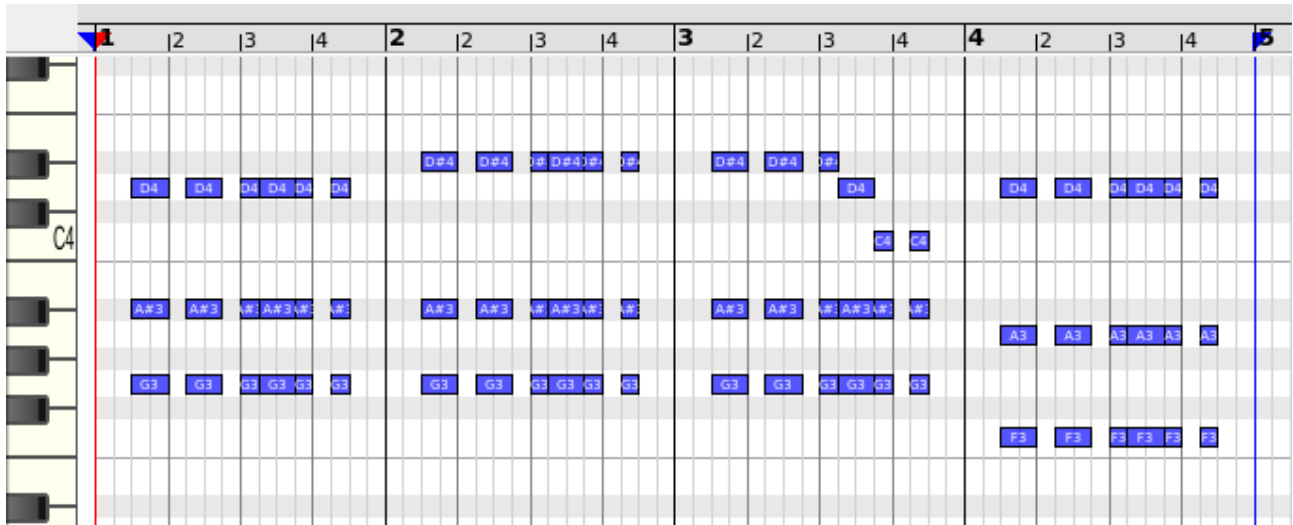 1 2 3 4 2 2 3 4 3 2 3 4 4 2 3 4 5
D#4 D#4 D#4 D#4 D#4
D4 D4 D4 D4 D4 D4 D4 D4 D4 D4 D4 D4 D4
C4 C4 C4
A#3 A#3 A#3 A#3 A#3 A#3 A#3 A#3 A#3
A3 A3 A3 A3 A3 A3
G3 G3 G3 G3 G3 G3 G3 G3 G3 G3 G3 G3 G3 G3 G3 G3 G3 G3
F3 F3 F3 F3 F3 F3